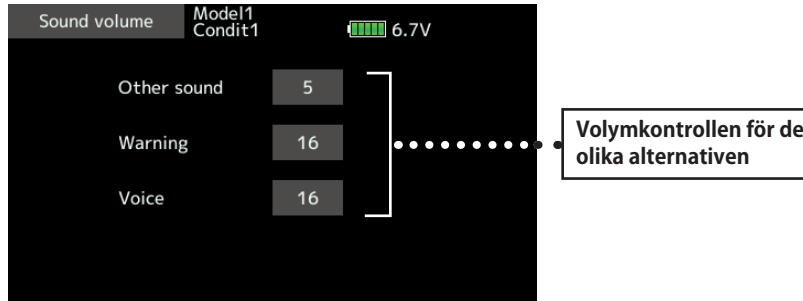 Sound volume
Model1
Condit1
6.7V
Other sound 5
Warning 16
Voice 16
Volymkontrollen för de
olika alternativen